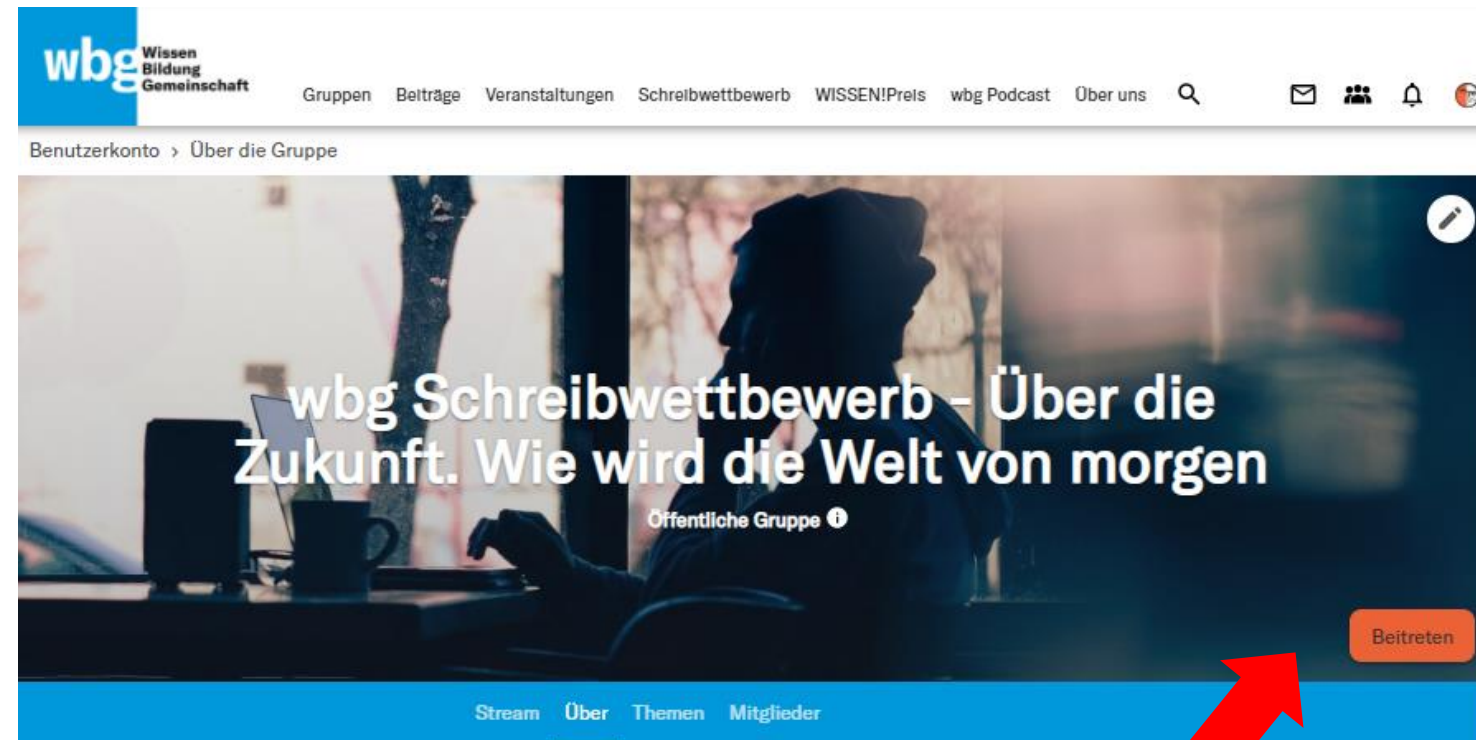 wbg Wissen
Bildung
Gemeinschaft
Gruppen Beiträge Veranstaltungen Schreibwettbewerb WISSEN!Preis wbg Podcast Über uns
Benutzerkonto › Über die Gruppe
wbg Schreibwettbewerb - Über die
Zukunft. Wie wird die Welt von morgen
Öffentliche Gruppe
Beitreten
Stream Über Themen Mitglieder